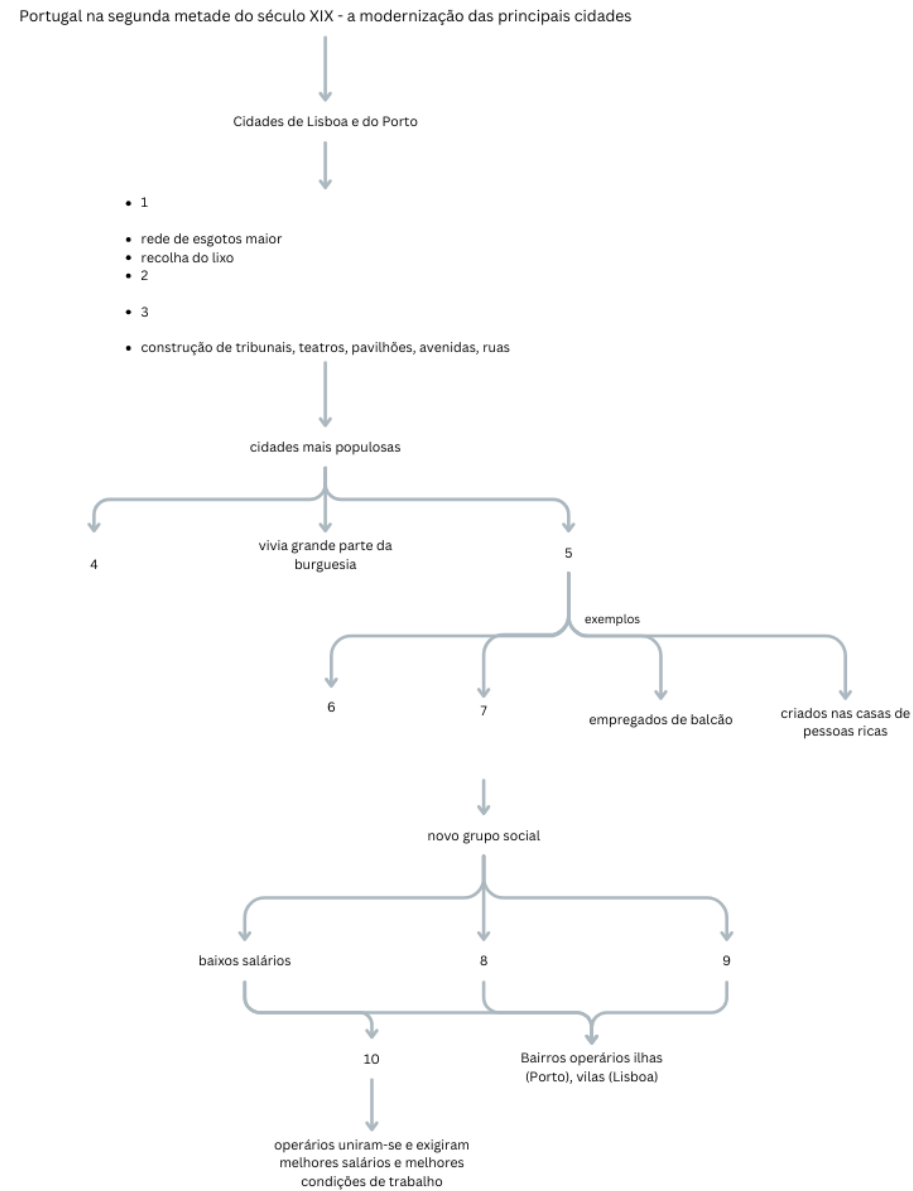 Portugal na segunda metade do século XIX - a modernização das principais cidades
Cidades de Lisboa e do Porto
• 1
• rede de esgotos maior
• recolha do lixo
• 2
• 3
• construção de tribunais, teatros, pavilhões, avenidas, ruas
cidades mais populosas
4
vivia grande parte da
burguesia
5
exemplos
6
7
empregados de balcão
criados nas casas de
pessoas ricas
novo grupo social
baixos salários
8
9
10
Bairros operários ilhas
(Porto), vilas (Lisboa)
operários uniram-se e exigiram
melhores salários e melhores
condições de trabalho